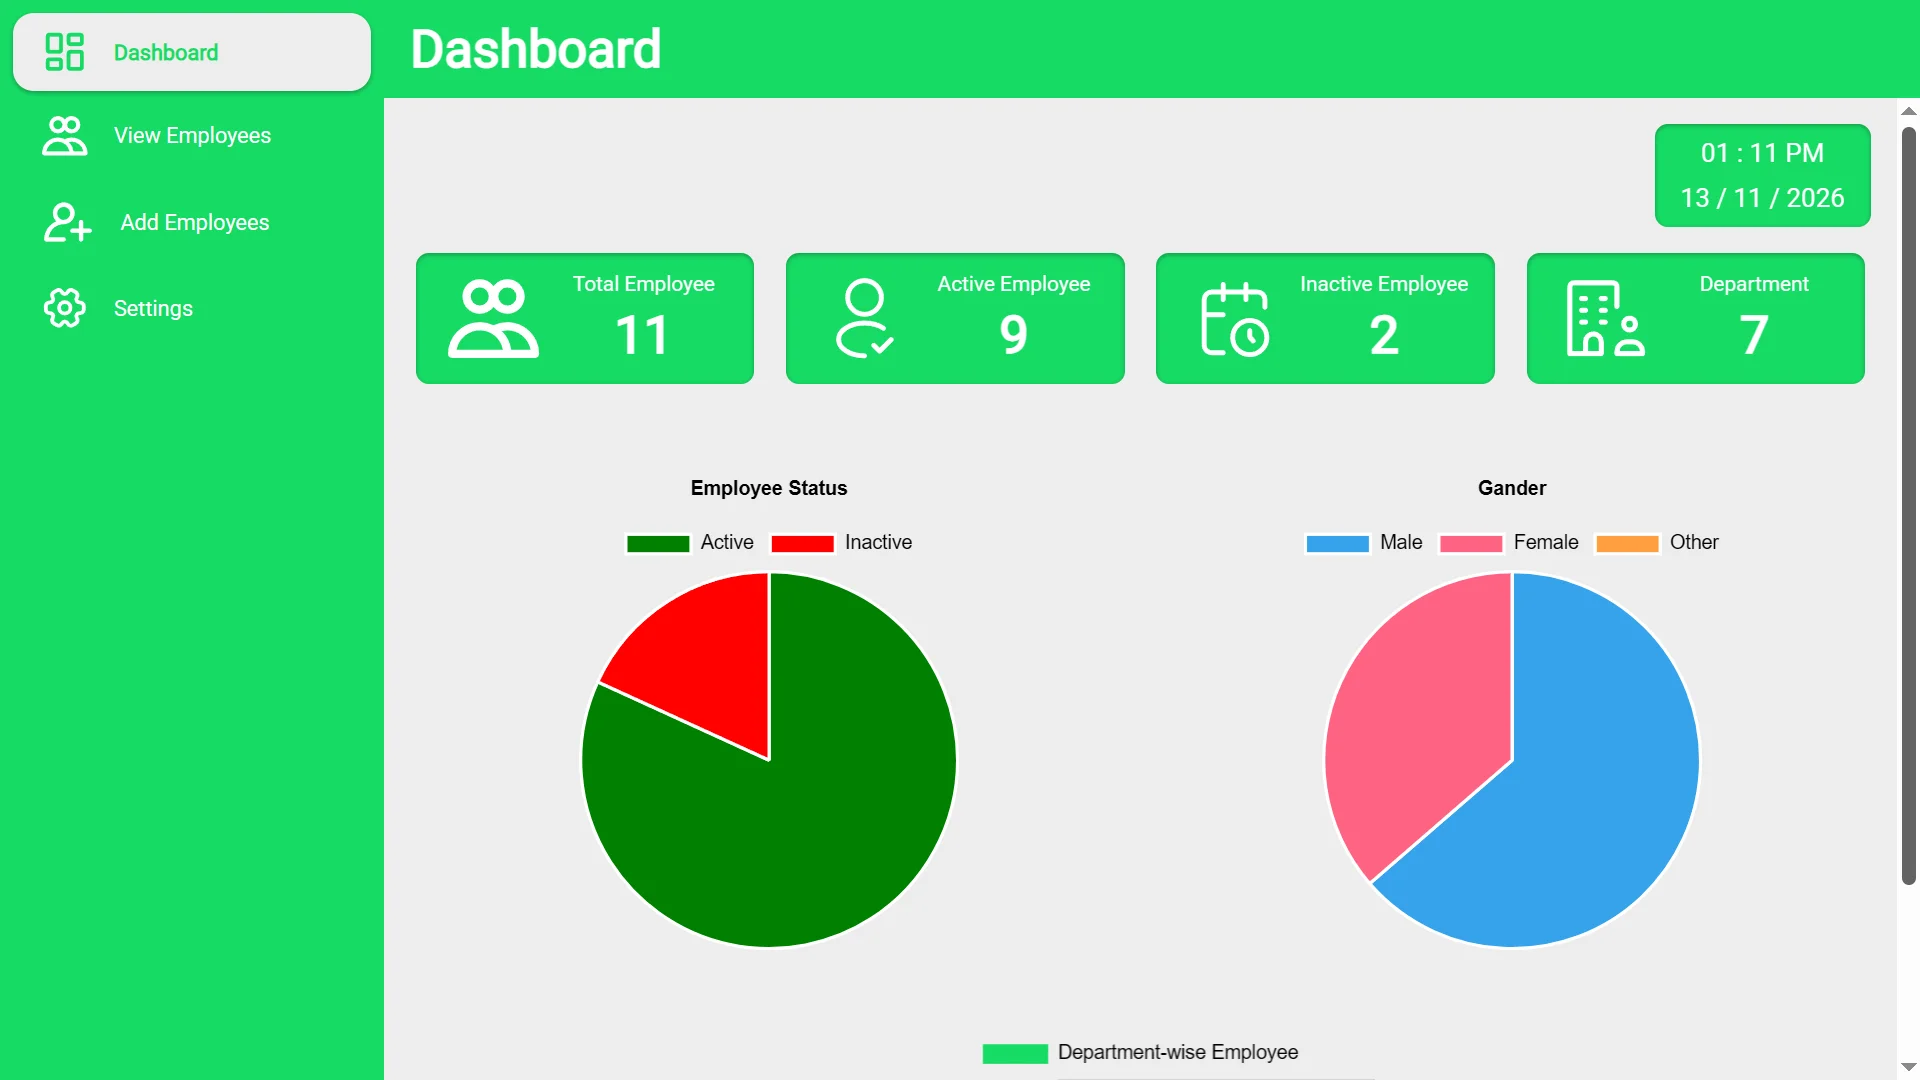 Dashboard
View Employees
Add Employees
Settings
Dashboard
01 : 11 PM
13 / 11 / 2026
Total Employee
11
Active Employee
9
Inactive Employee
2
Department
7
Employee Status
Active Inactive
Gander
Male Female Other
Department-wise Employee